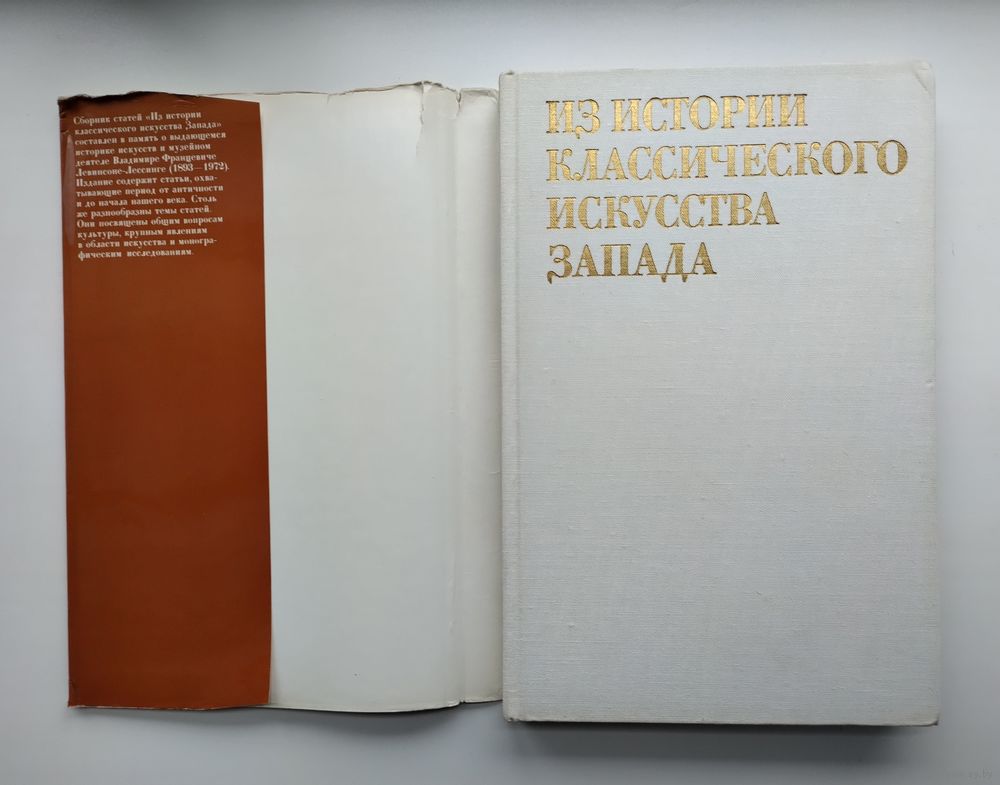 Сборник статей «Из истории
классического искусства Запада»
составлен в память о выдающемся
историке искусств и музейном
деятеле Владимире Францевиче
Левинсоне-Лессинге (1893—1972).
Издание содержит статьи, охва-
тывающие период от античности
и до начала нашего века. Столь
же разнообразны темы статей.
Они посвящены общим вопросам
культуры, крупным явлениям
в области искусства и моногра-
фическим исследованиям.
ИЗ ИСТОРИИ
КЛАССИЧЕСКОГО
ИСКУССТВА
ЗАПАДА